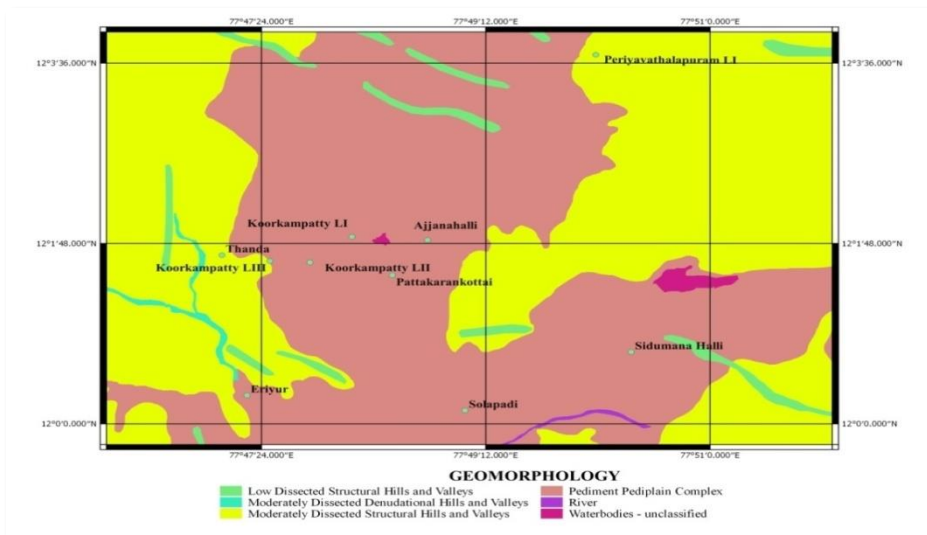 77°47'24.000"E 77°49'12.000"E 77°51'0.000"E
12°3'36.000"N Periyavathalapuram LI 12°3'36.000"N
Koorkampatty LI Ajjanahalli
12°1'48.000"N 12°1'48.000"N
Thanda
Koorkampatty LIII Koorkampatty LII
Pattakarankottai
Sidumana Halli
Eriyur
Solapadi
12°0'0.000"N 12°0'0.000"N
77°47'24.000"E 77°49'12.000"E 77°51'0.000"E
GEOMORPHOLOGY
Low Dissected Structural Hills and Valleys Pediment Pediplain Complex
Moderately Dissected Denudational Hills and Valleys River
Moderately Dissected Structural Hills and Valleys Waterbodies - unclassified